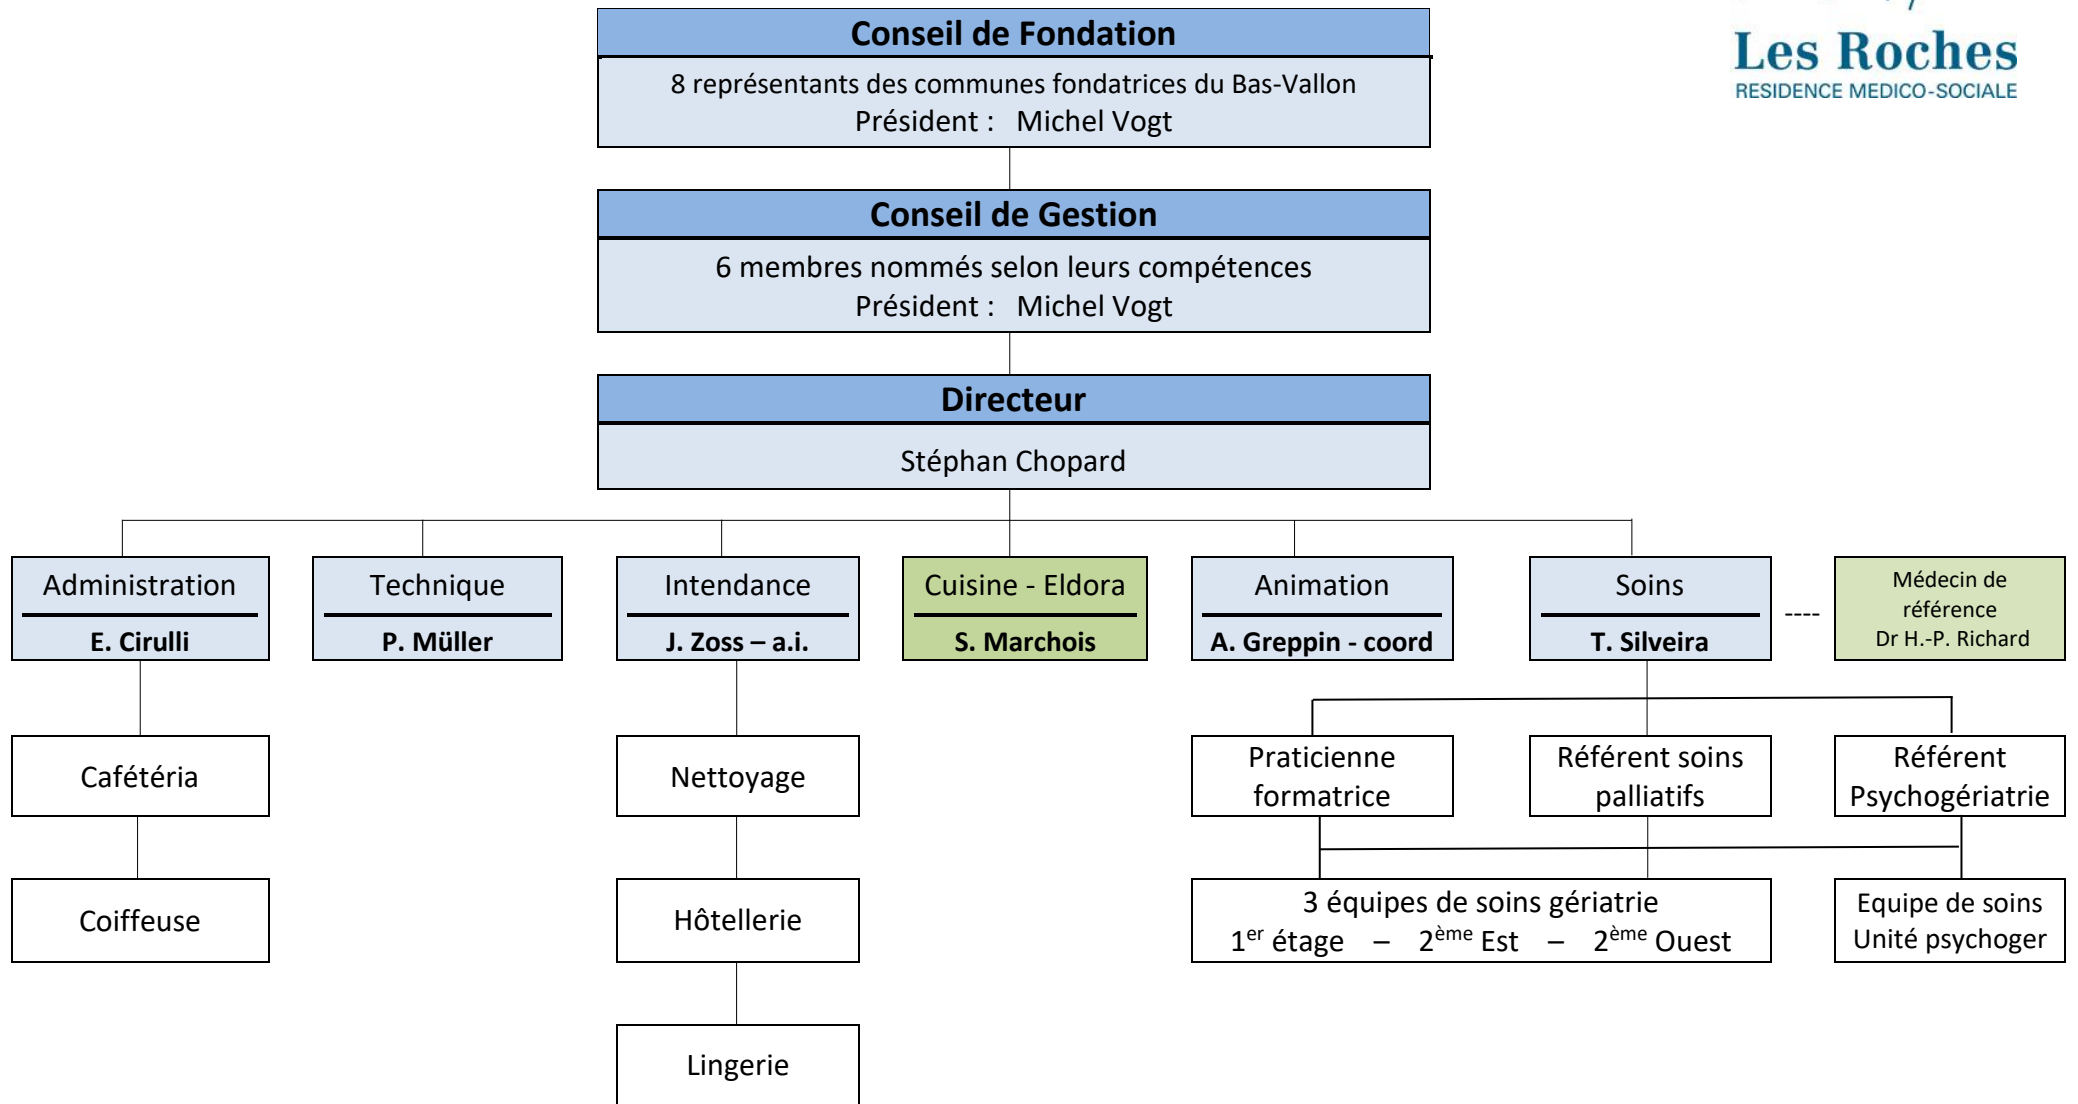 Les Roches
RESIDENCE MEDICO-SOCIALE
Conseil de Fondation
8 représentants des communes fondatrices du Bas-Vallon
Président : Michel Vogt
Conseil de Gestion
6 membres nommés selon leurs compétences
Président : Michel Vogt
Directeur
Stéphan Chopard
Administration
E. Cirulli
Technique
P. Müller
Intendance
J. Zoss – a.i.
Cuisine - Eldora
S. Marchois
Animation
A. Greppin - coord
Soins
T. Silveira
----
Médecin de
référence
Dr H.-P. Richard
Cafétéria
Nettoyage
Praticienne
formatrice
Référent soins
palliatifs
Référent
Psychogériatrie
Coiffeuse
Hôtellerie
3 équipes de soins gériatrie
1er étage – 2ème Est – 2ème Ouest
Equipe de soins
Unité psychoger
Lingerie